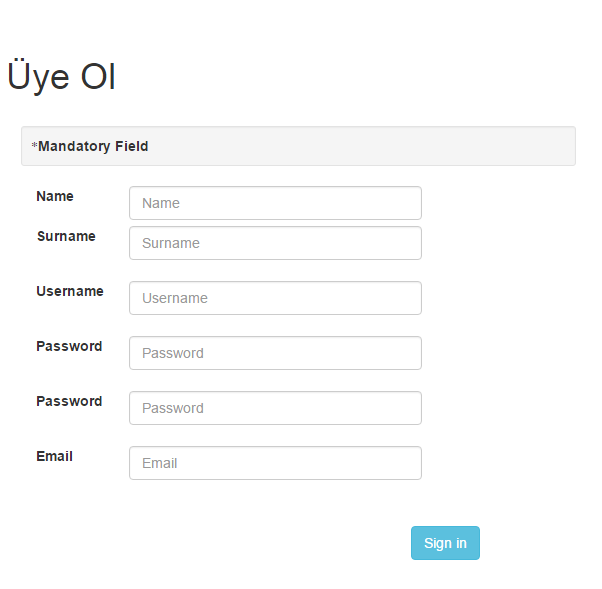 Üye Ol
*Mandatory Field
Name Name
Surname Surname
Username Username
Password Password
Password Password
Email Email
Sign in